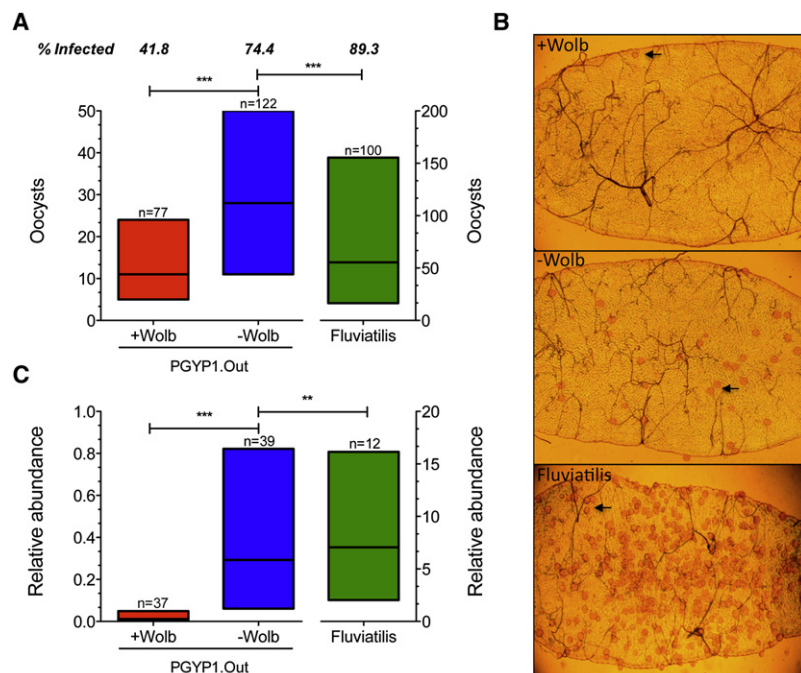 A
% Infected 41.8 74.4 89.3
*** ***
50 n=122 200
40 150
n=100
30 100
n=77
20
10 50
0 0
Oocysts Oocysts
+Wolb -Wolb Fluviatilis
PGYP1.Out
B
+Wolb
-Wolb
Fluviatilis
C
*** **
1.0 20
n=39 n=12
0.8 15
0.6
10
0.4
5
0.2
n=37
0.0 0
Relative abundance Relative abundance
+Wolb -Wolb Fluviatilis
PGYP1.Out